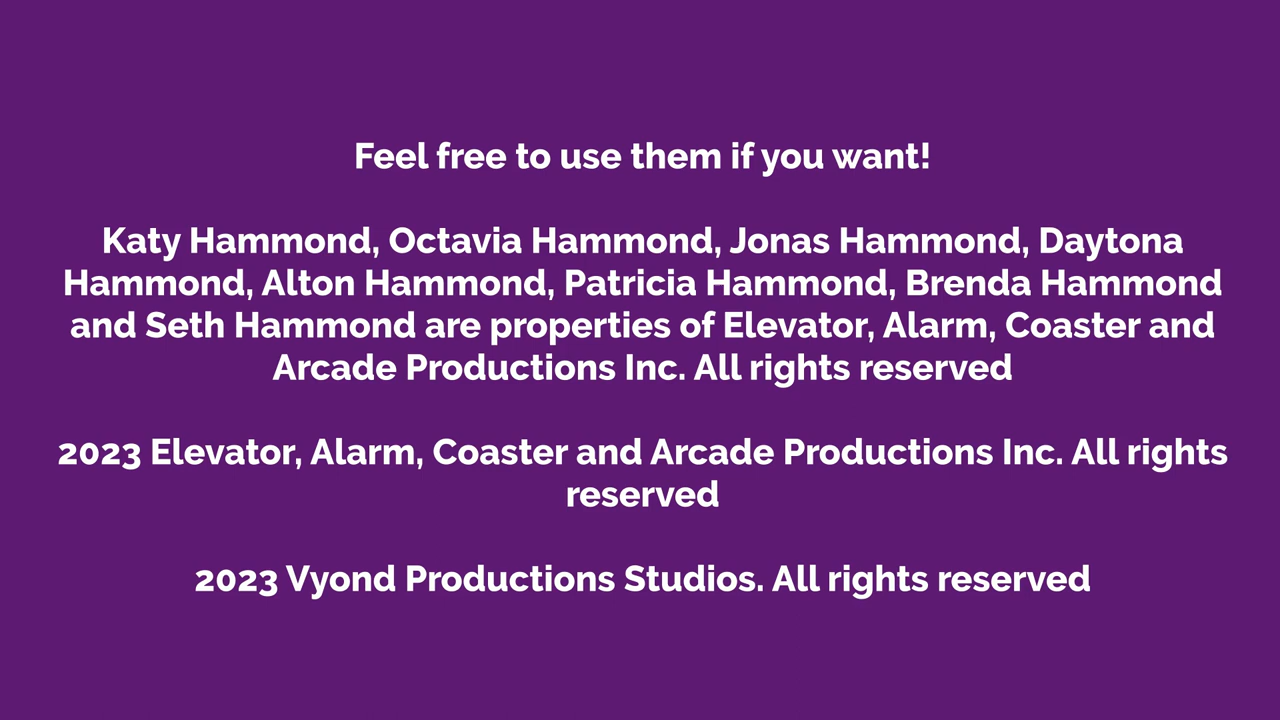 Feel free to use them if you want!
Katy Hammond, Octavia Hammond, Jonas Hammond, Daytona
Hammond, Alton Hammond, Patricia Hammond, Brenda Hammond
and Seth Hammond are properties of Elevator, Alarm, Coaster and
Arcade Productions Inc. All rights reserved
2023 Elevator, Alarm, Coaster and Arcade Productions Inc. All rights
reserved
2023 Vyond Productions Studios. All rights reserved